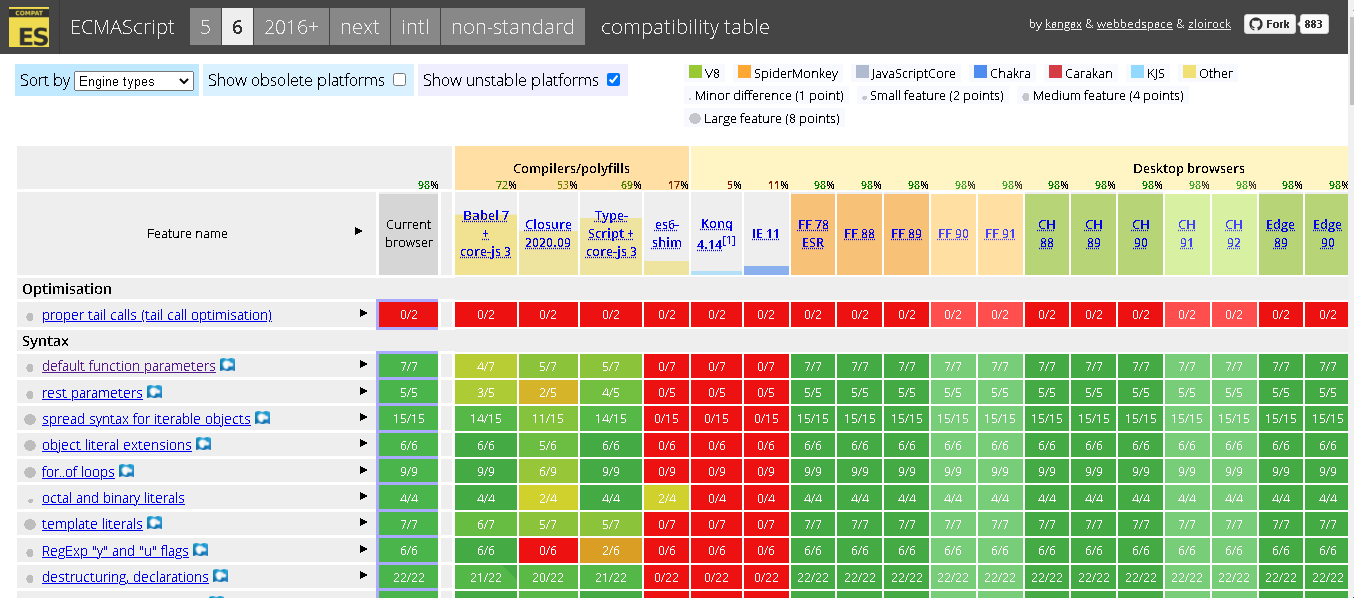 COMPAT
ES
ECMAScript 5 6 2016+ next intl non-standard compatibility table
by kangax & webbedspace & zloirock Fork 883
Sort by Engine types Show obsolete platforms Show unstable platforms
V8 SpiderMonkey JavaScriptCore Chakra Carakan KJS Other
Minor difference (1 point) Small feature (2 points) Medium feature (4 points)
Large feature (8 points)
Compilers/polyfills Desktop browsers
98% 72% 53% 69% 17% 5% 11% 98% 98% 98% 98% 98% 98% 98% 98% 98% 98% 98% 98%
Feature name
Current
browser
Babel 7
+
core-js 3
Closure
2020.09
Type-
Script +
core-js 3
es6-
shim
Konq
4.14[1]
IE 11
FF 78
ESR
FF 88
FF 89
FF 90
FF 91
CH
88
CH
89
CH
90
CH
91
CH
92
Edge
89
Edge
90
Optimisation
proper tail calls (tail call optimisation) 0/2 0/2 0/2 0/2 0/2 0/2 0/2 0/2 0/2 0/2 0/2 0/2 0/2 0/2 0/2 0/2 0/2 0/2 0/2
Syntax
default function parameters 7/7 4/7 5/7 5/7 0/7 0/7 0/7 7/7 7/7 7/7 7/7 7/7 7/7 7/7 7/7 7/7 7/7 7/7 7/7
rest parameters 5/5 3/5 2/5 4/5 0/5 0/5 0/5 5/5 5/5 5/5 5/5 5/5 5/5 5/5 5/5 5/5 5/5 5/5 5/5
spread syntax for iterable objects 15/15 14/15 11/15 14/15 0/15 0/15 0/15 15/15 15/15 15/15 15/15 15/15 15/15 15/15 15/15 15/15 15/15 15/15 15/15
object literal extensions 6/6 6/6 5/6 6/6 0/6 0/6 0/6 6/6 6/6 6/6 6/6 6/6 6/6 6/6 6/6 6/6 6/6 6/6 6/6
for..of loops 9/9 9/9 6/9 9/9 0/9 0/9 0/9 9/9 9/9 9/9 9/9 9/9 9/9 9/9 9/9 9/9 9/9 9/9 9/9
octal and binary literals 4/4 4/4 2/4 4/4 2/4 0/4 0/4 4/4 4/4 4/4 4/4 4/4 4/4 4/4 4/4 4/4 4/4 4/4 4/4
template literals 7/7 6/7 5/7 5/7 0/7 0/7 0/7 7/7 7/7 7/7 7/7 7/7 7/7 7/7 7/7 7/7 7/7 7/7 7/7
RegExp "y" and "u" flags 6/6 6/6 0/6 2/6 0/6 0/6 0/6 6/6 6/6 6/6 6/6 6/6 6/6 6/6 6/6 6/6 6/6 6/6 6/6
destructuring, declarations 22/22 21/22 20/22 21/22 0/22 0/22 0/22 22/22 22/22 22/22 22/22 22/22 22/22 22/22 22/22 22/22 22/22 22/22 22/22